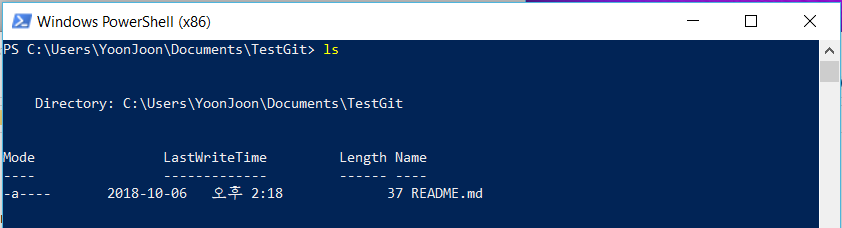 Windows PowerShell (x86)
PS C:\Users\YoonJoon\Documents\TestGit> ls
Directory: C:\Users\YoonJoon\Documents\TestGit
Mode LastWriteTime Length Name
---- ------------- ------ ----
-a---- 2018-10-06 오후 2:18 37 README.md